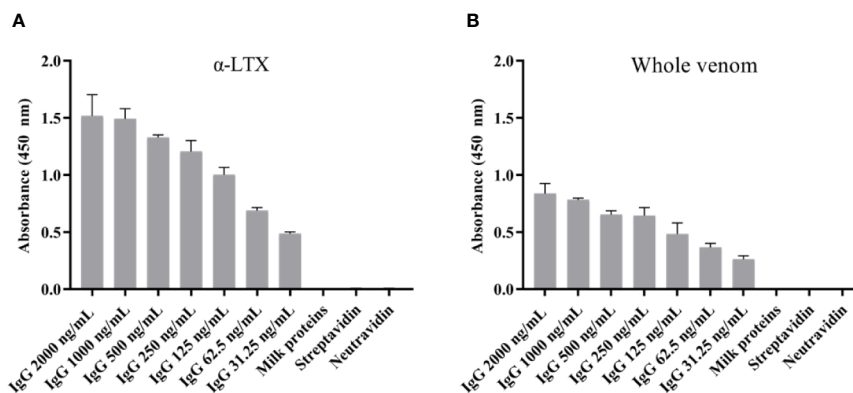 A
α-LTX
Absorbance (450 nm)
2.0
1.5
1.0
0.5
0.0
IgG 2000 ng/mL
IgG 1000 ng/mL
IgG 500 ng/mL
IgG 250 ng/mL
IgG 125 ng/mL
IgG 62.5 ng/mL
IgG 31.25 ng/mL
Milk proteins
Streptavidin
Neutravidin
B
Whole venom
Absorbance (450 nm)
2.0
1.5
1.0
0.5
0.0
IgG 2000 ng/mL
IgG 1000 ng/mL
IgG 500 ng/mL
IgG 250 ng/mL
IgG 125 ng/mL
IgG 62.5 ng/mL
IgG 31.25 ng/mL
Milk proteins
Streptavidin
Neutravidin